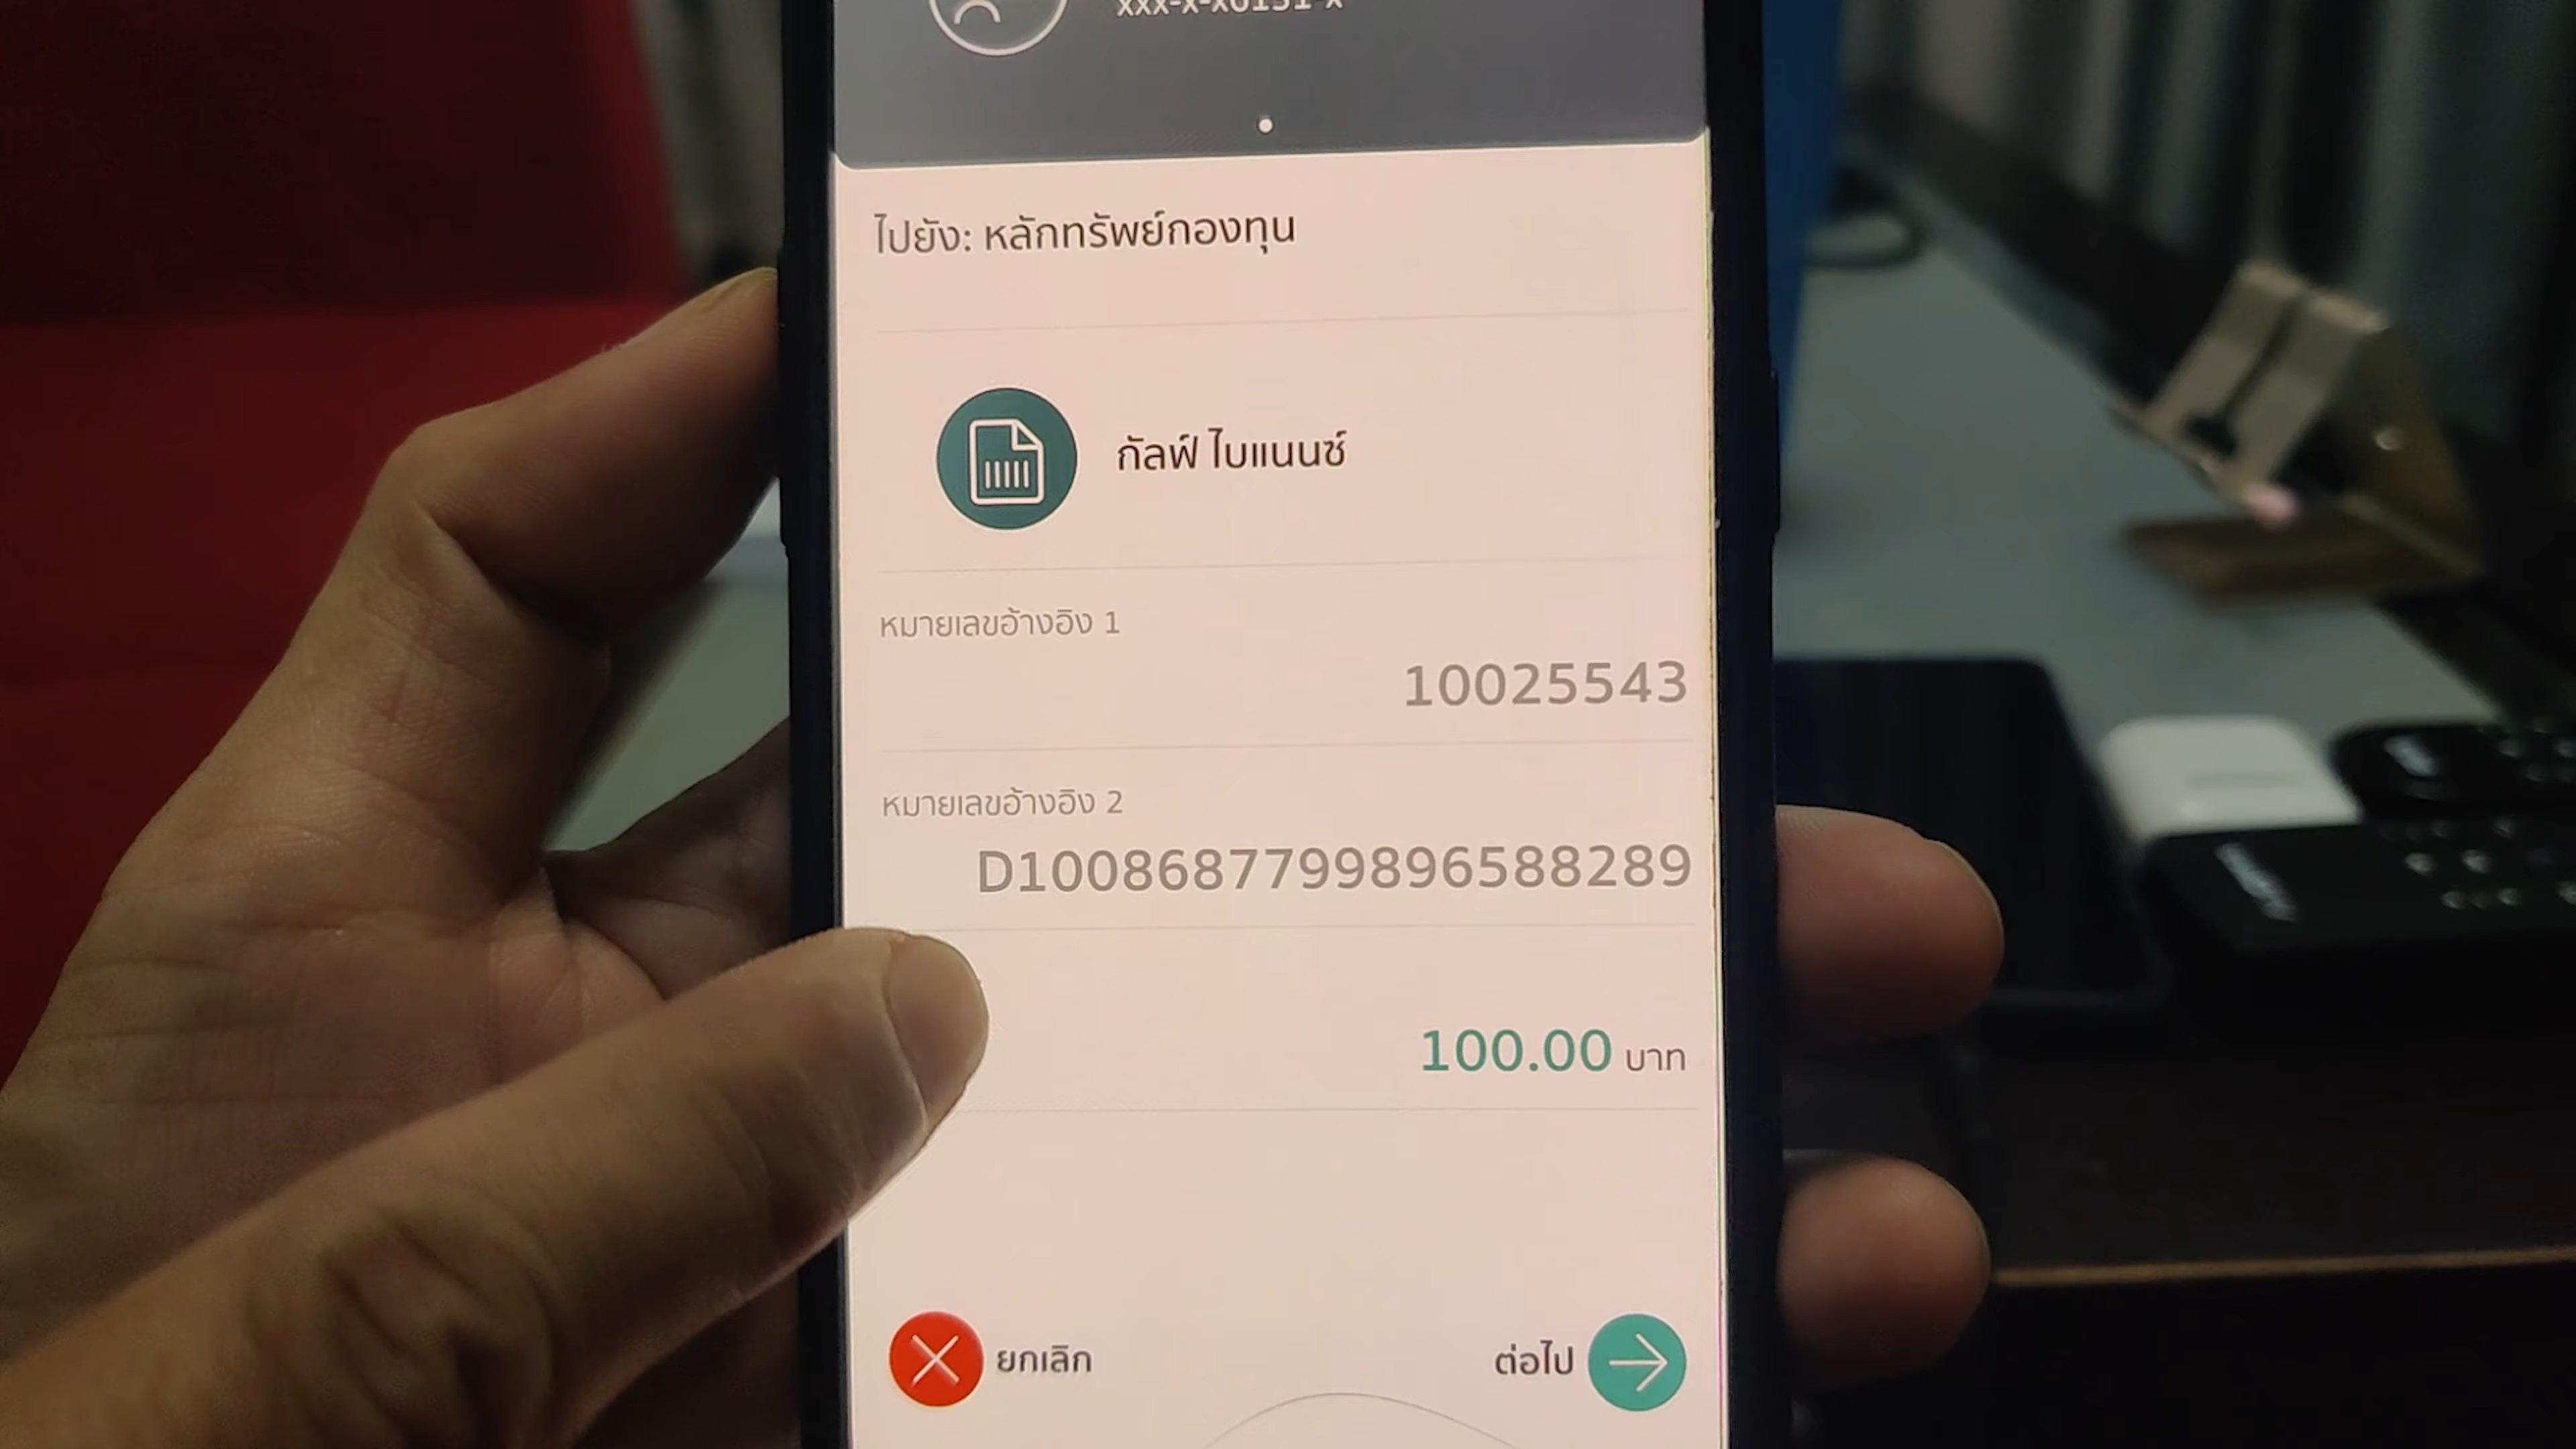 ไปยัง: หลักทรัพย์กองทุน
กัลฟ์ ไบแนนซ์
หมายเลขอ้างอิง 1
10025543
หมายเลขอ้างอิง 2
D1008687799896588289
100.00 บาท
ยกเลิก
ต่อไป